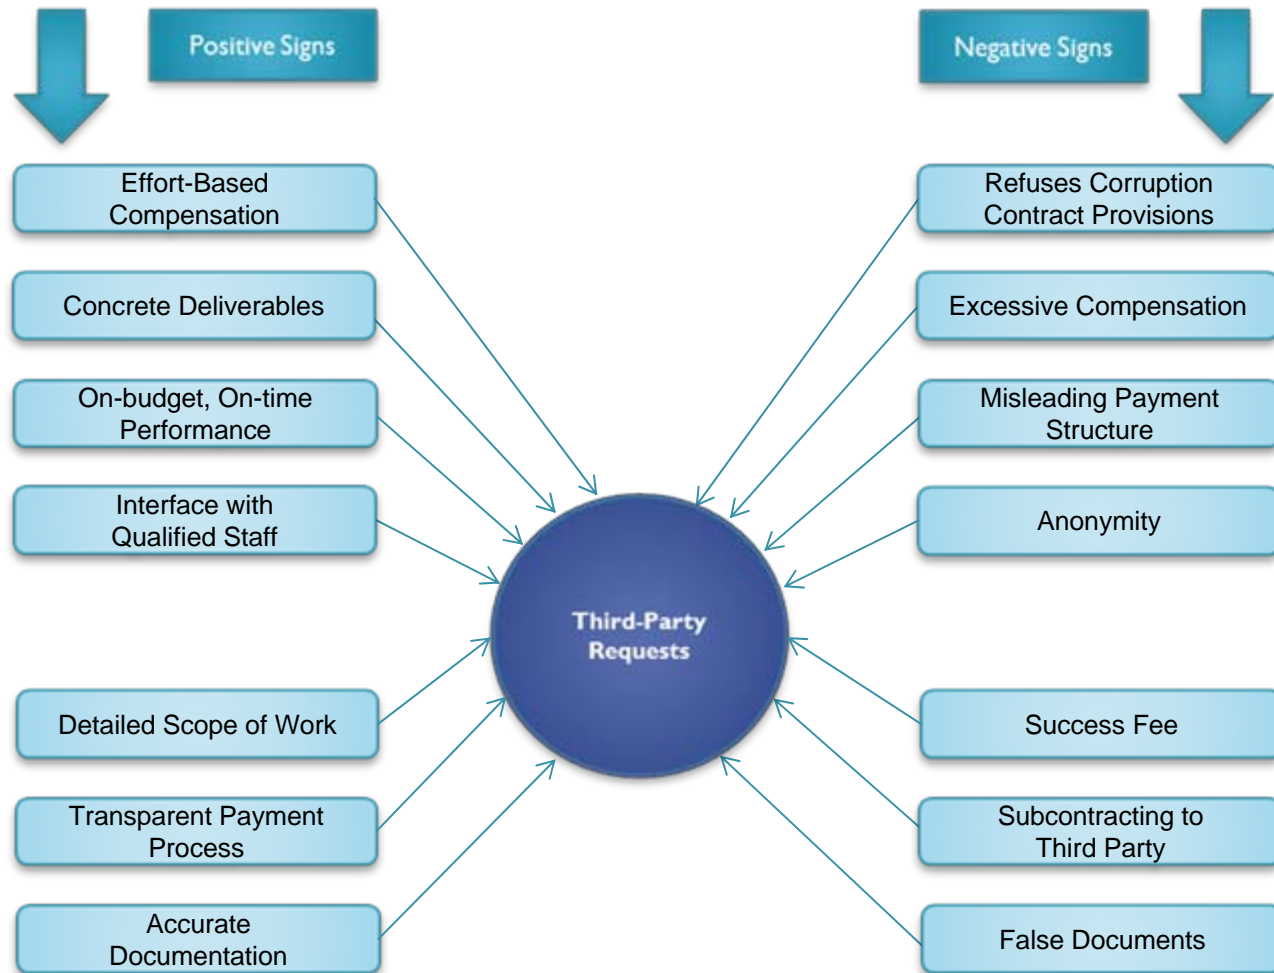 Positive Signs
Negative Signs
Effort-Based
Compensation
Concrete Deliverables
On-budget, On-time
Performance
Interface with
Qualified Staff
Detailed Scope of Work
Transparent Payment
Process
Accurate
Documentation
Third-Party
Requests
Refuses Corruption
Contract Provisions
Excessive Compensation
Misleading Payment
Structure
Anonymity
Success Fee
Subcontracting to
Third Party
False Documents